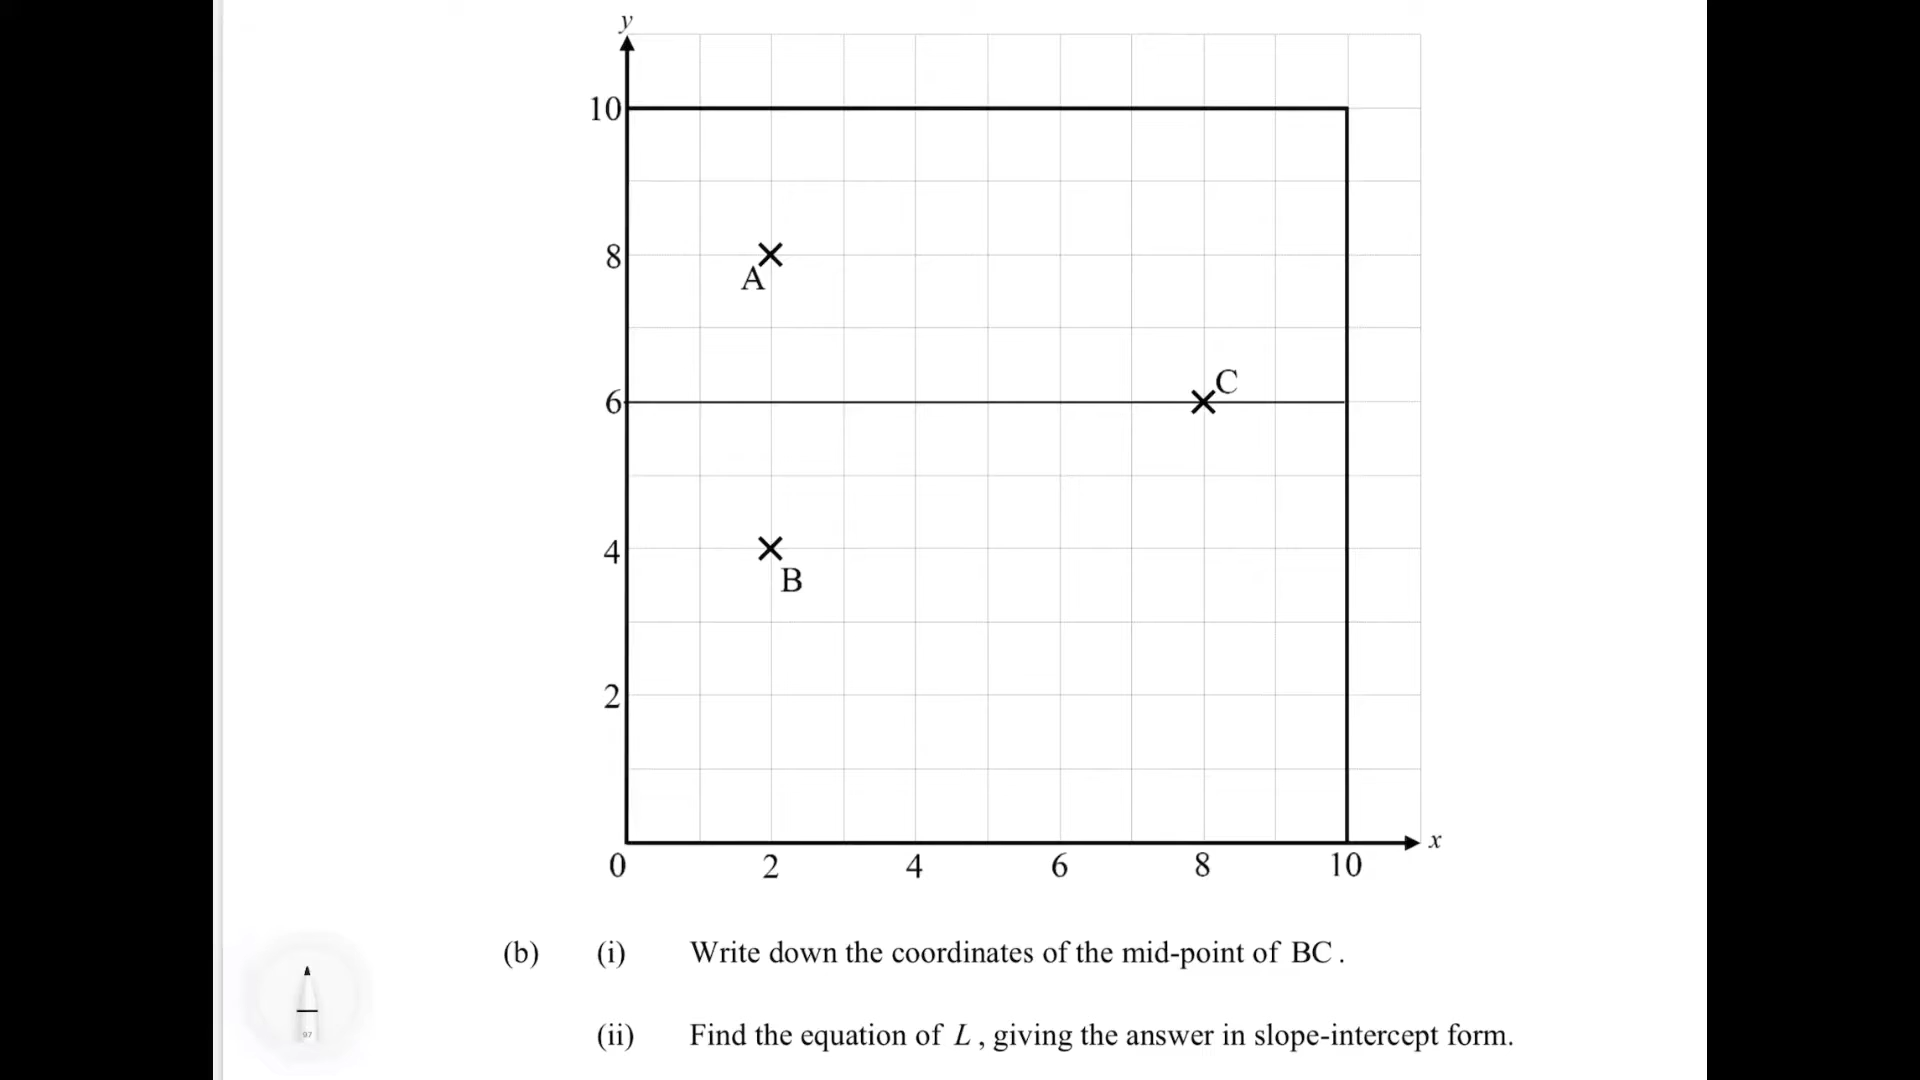 y
10
8
A
C
6
4
B
2
x
0 2 4 6 8 10
(b) (i) Write down the coordinates of the mid-point of BC .
(ii) Find the equation of L , giving the answer in slope-intercept form.
97